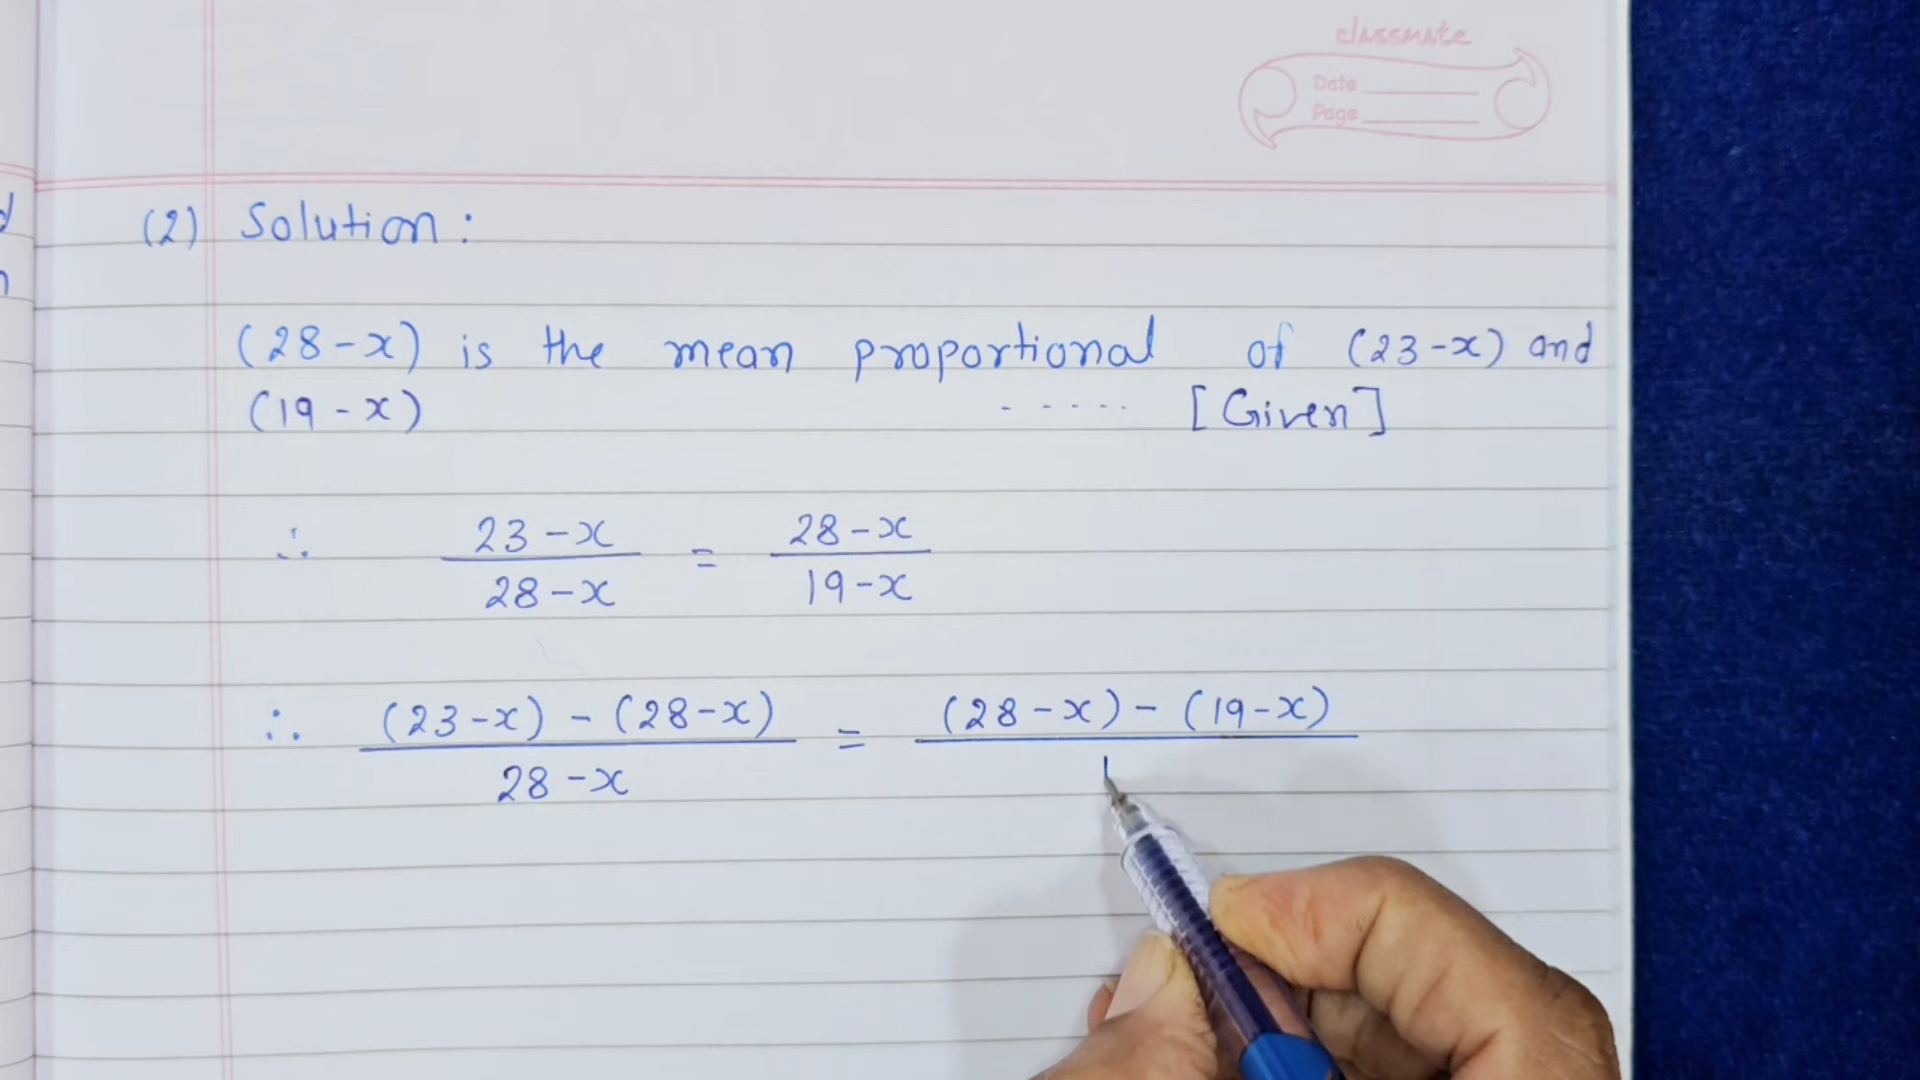 classmate
Date
Page
(2) Solution :
(28-x) is the mean proportional of (23-x) and
(19-x) ..... [Given]
∴ 23-x / 28-x = 28-x / 19-x
∴ (23-x) - (28-x) / 28-x = (28-x) - (19-x) / 1